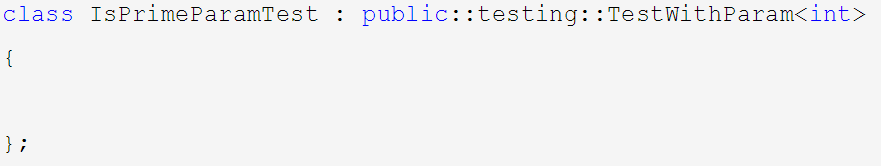 class IsPrimeParamTest : public::testing::TestWithParam<int>
{
};